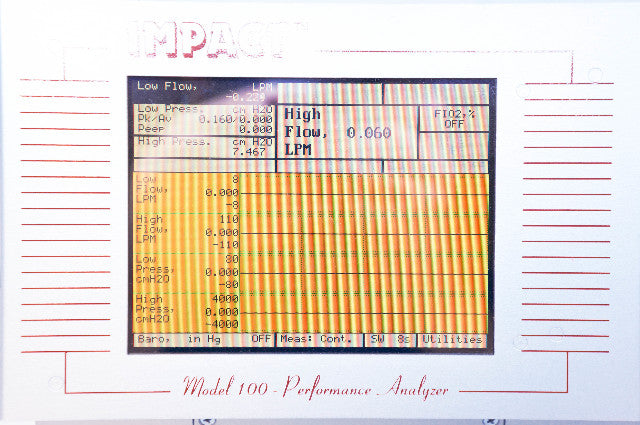 IMPACT
Low Flow, LPM
-0.229
Low Press. cm H2O
Pk/Av 0.160/0.000
Peep 0.000
High Press. cm H2O
7.467
High
Flow, 0.060
LPM
FIO2,%
OFF
Low 8
Flow, 0.000
LPM -8
High 110
Flow, 0.000
LPM -110
Low 80
Press, 0.000
cmH2O -80
High 4000
Press, 0.000
cmH2O -4000
Baro, in Hg OFF Meas: Cont. SW 8s Utilities
Model 100 - Performance Analyzer